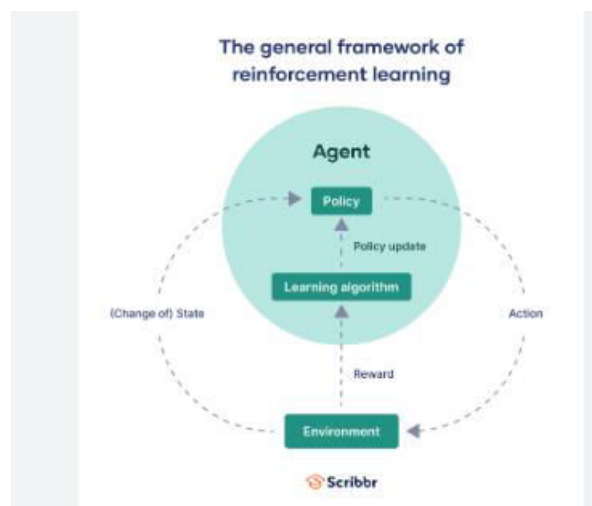 The general framework of
reinforcement learning
Agent
Policy
Policy update
Learning algorithm
(Change of) State
Action
Reward
Environment
Scribbr